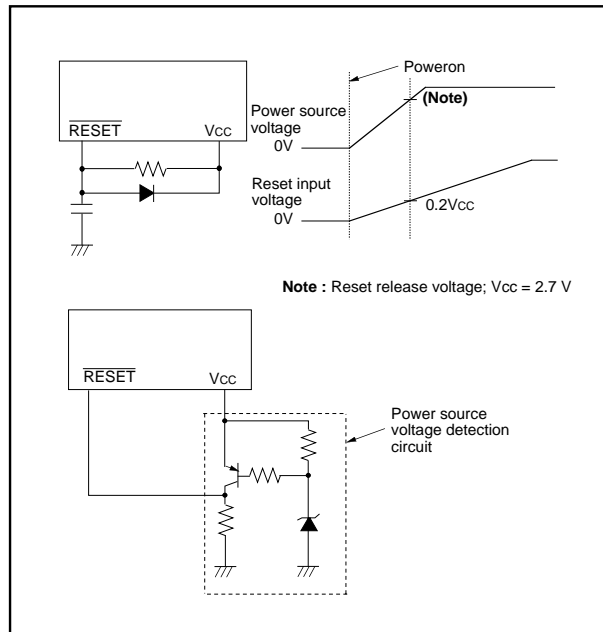 RESET
VCC
Poweron
Power source
voltage
0V
(Note)
Reset input
voltage
0V
0.2VCC
Note : Reset release voltage; Vcc = 2.7 V
RESET
VCC
Power source
voltage detection
circuit